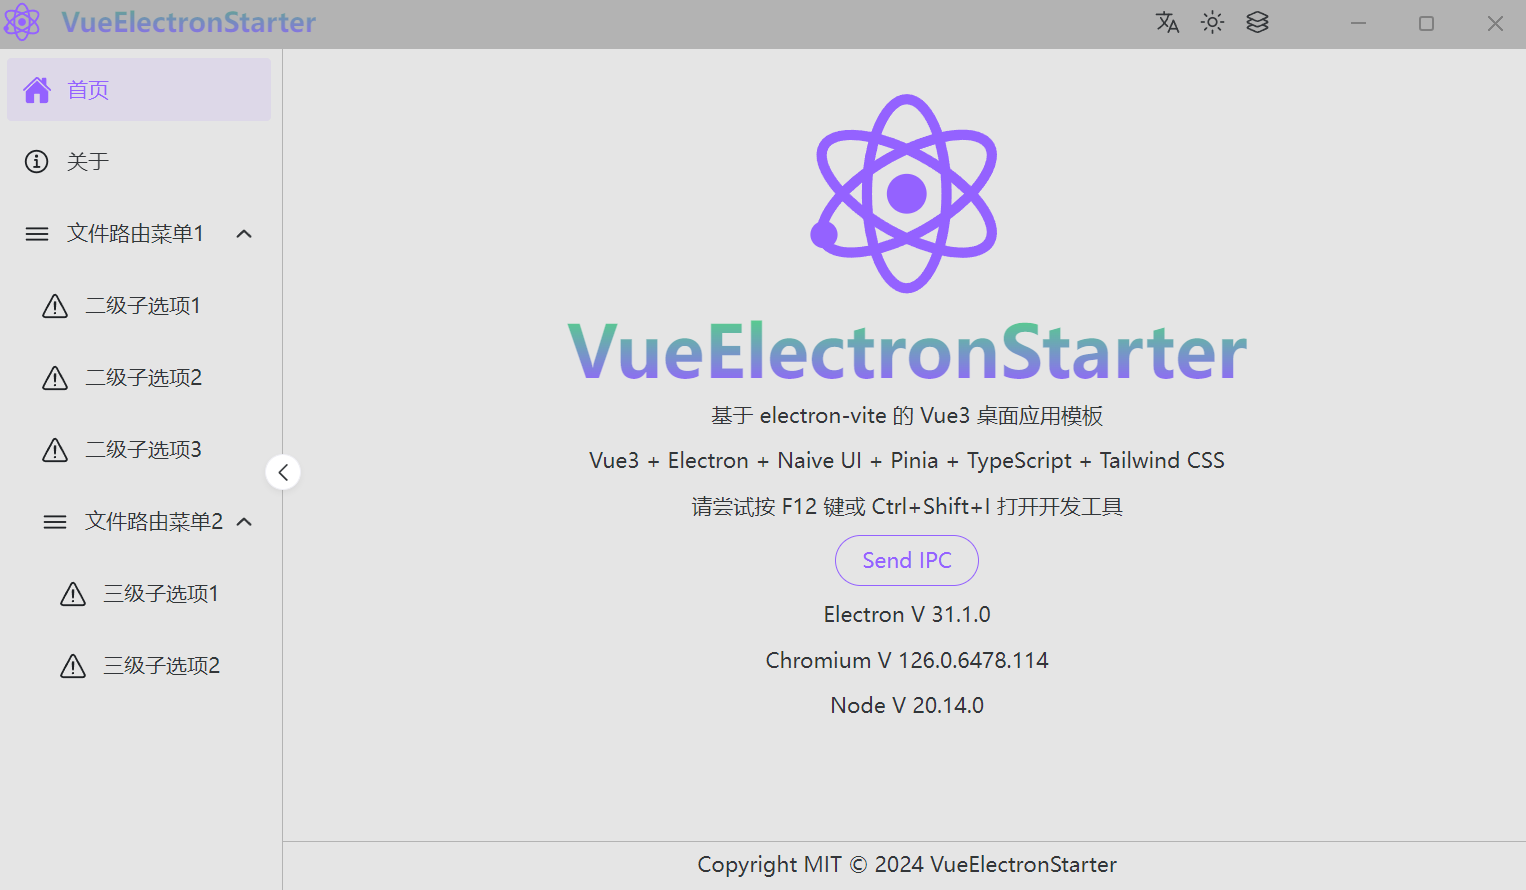 VueElectronStarter
首页
关于
文件路由菜单1
二级子选项1
二级子选项2
二级子选项3
文件路由菜单2
三级子选项1
三级子选项2
VueElectronStarter
基于 electron-vite 的 Vue3 桌面应用模板
Vue3 + Electron + Naive UI + Pinia + TypeScript + Tailwind CSS
请尝试按 F12 键或 Ctrl+Shift+I 打开开发工具
Send IPC
Electron V 31.1.0
Chromium V 126.0.6478.114
Node V 20.14.0
Copyright MIT © 2024 VueElectronStarter